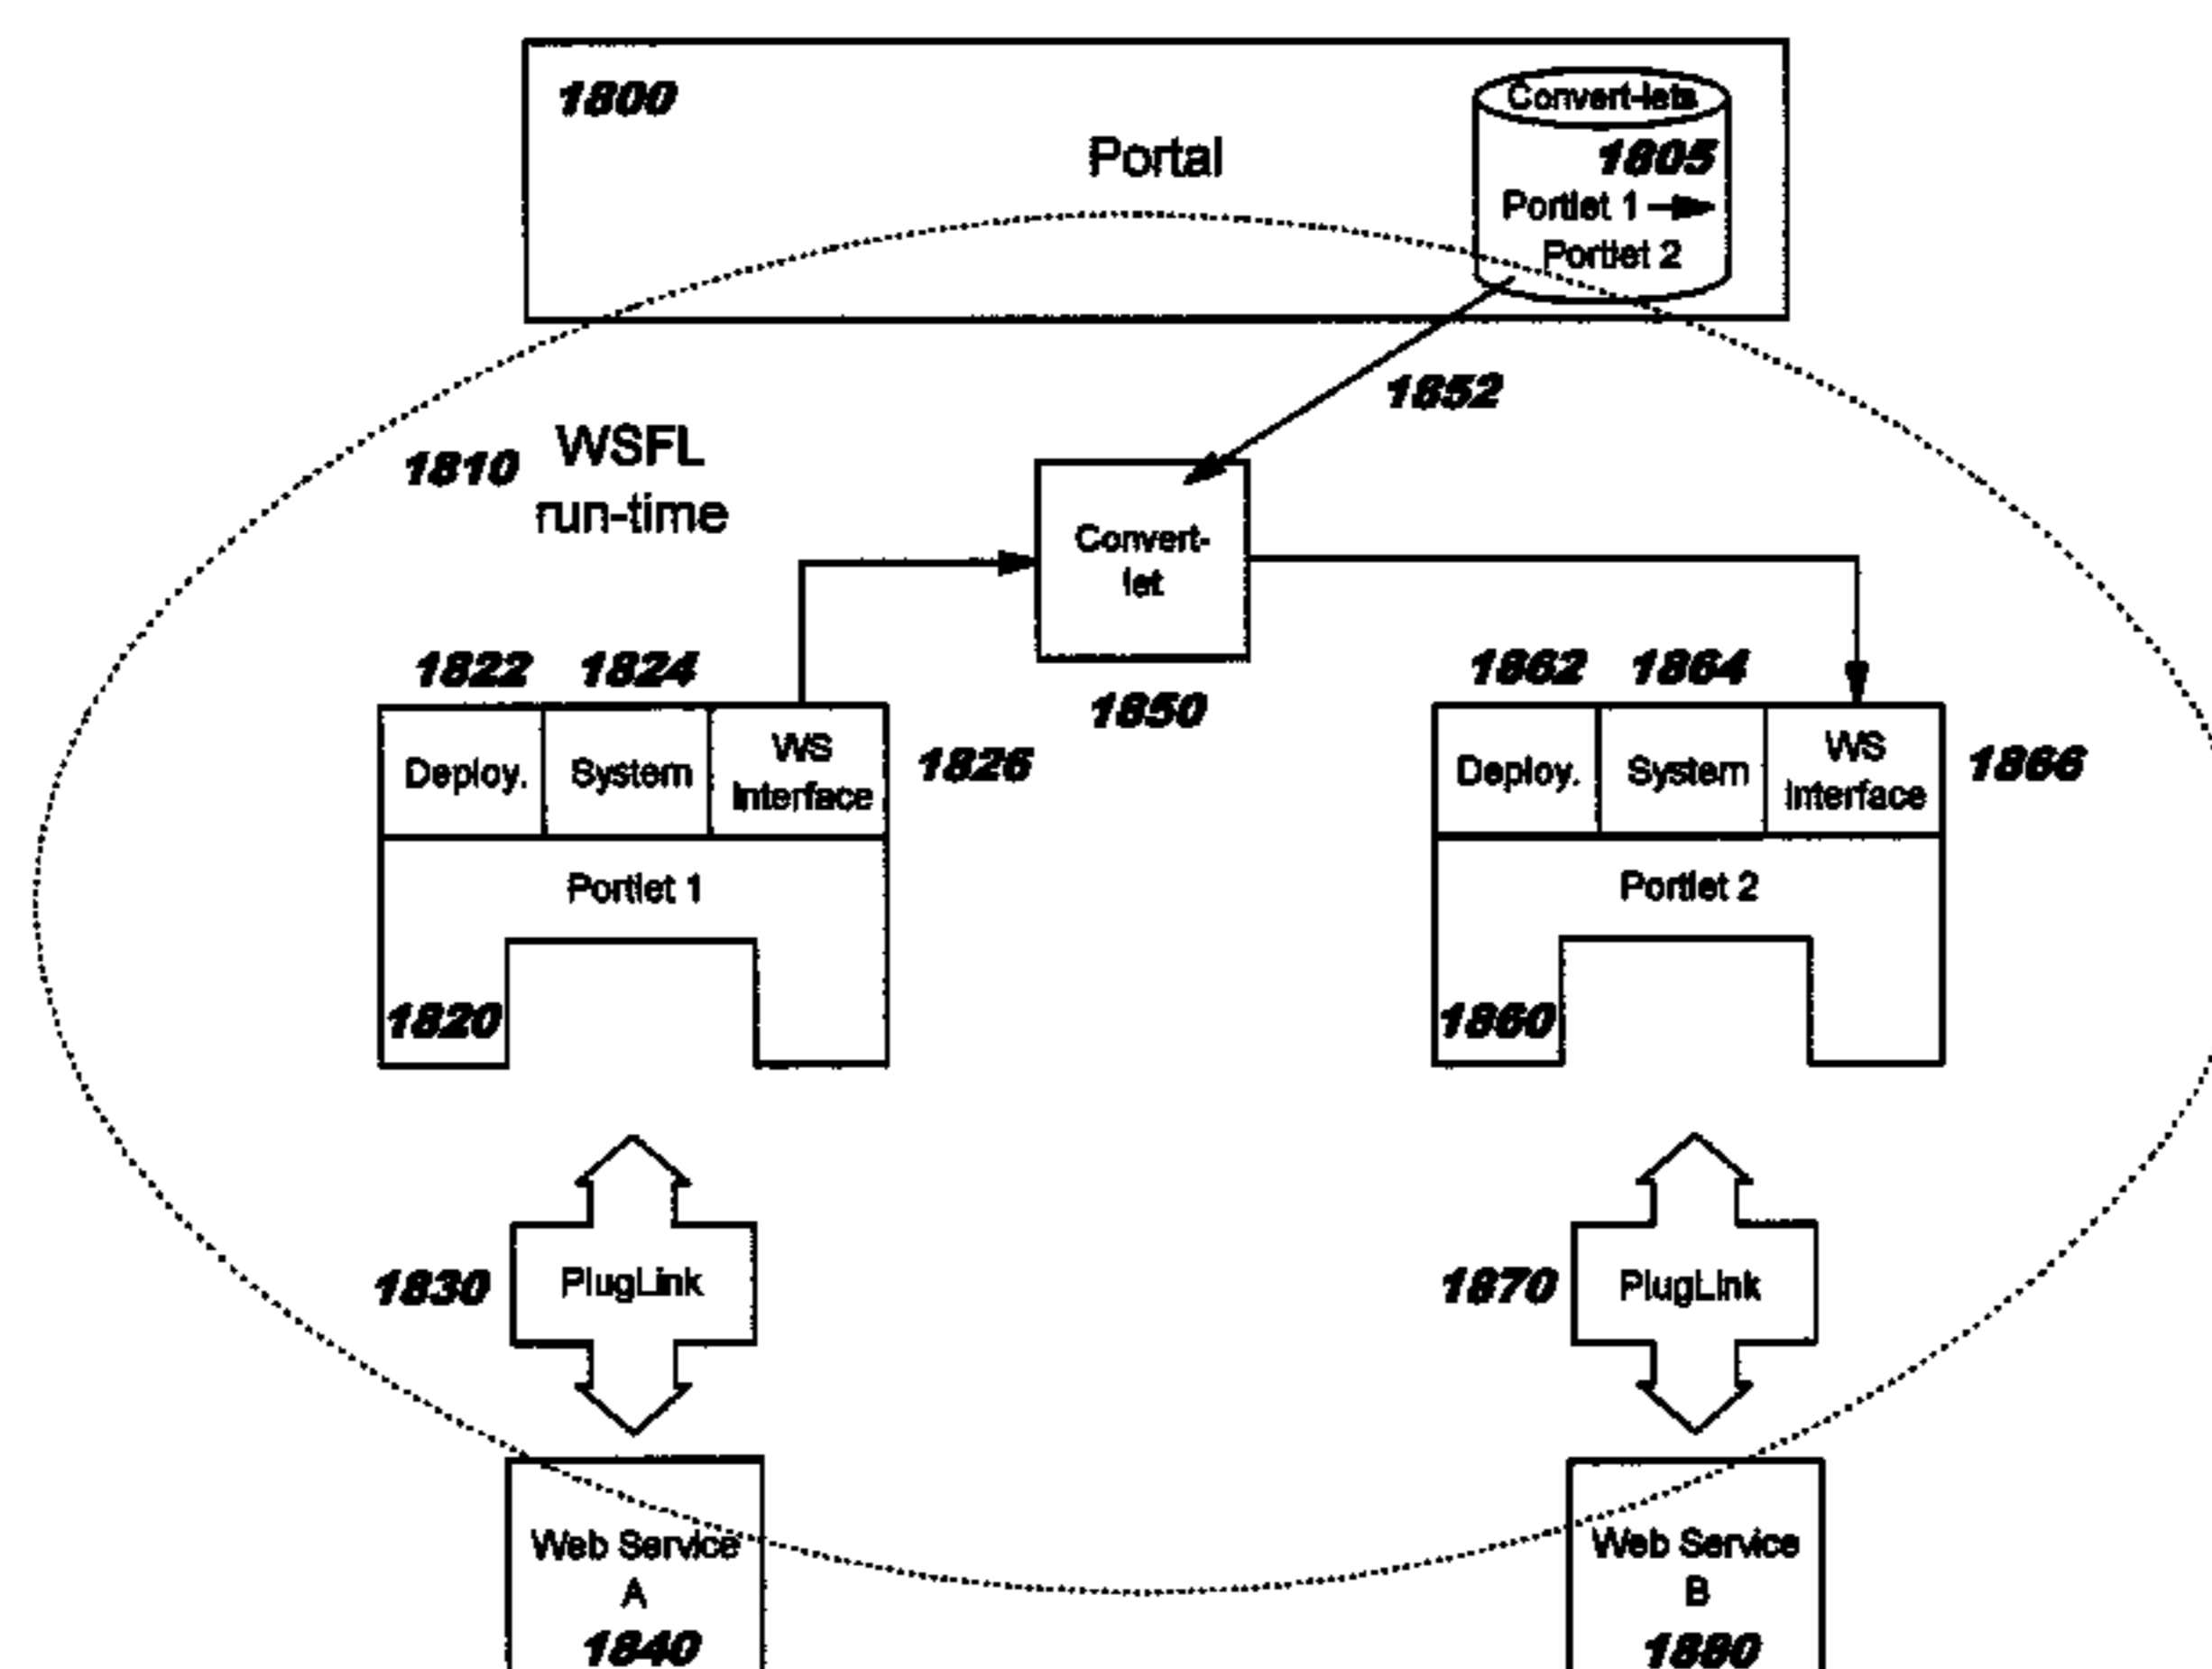 1800
Portal
Convert-lets
1805
Portlet 1
Portlet 2
1852
1810
WSFL
run-time
Convert-
let
1850
1822
1824
Deploy.
System
WS
Interface
1826
Portlet 1
1820
1862
1864
Deploy.
System
WS
Interface
1866
Portlet 2
1860
1830
PlugLink
1870
PlugLink
Web Service
A
1840
Web Service
B
1880